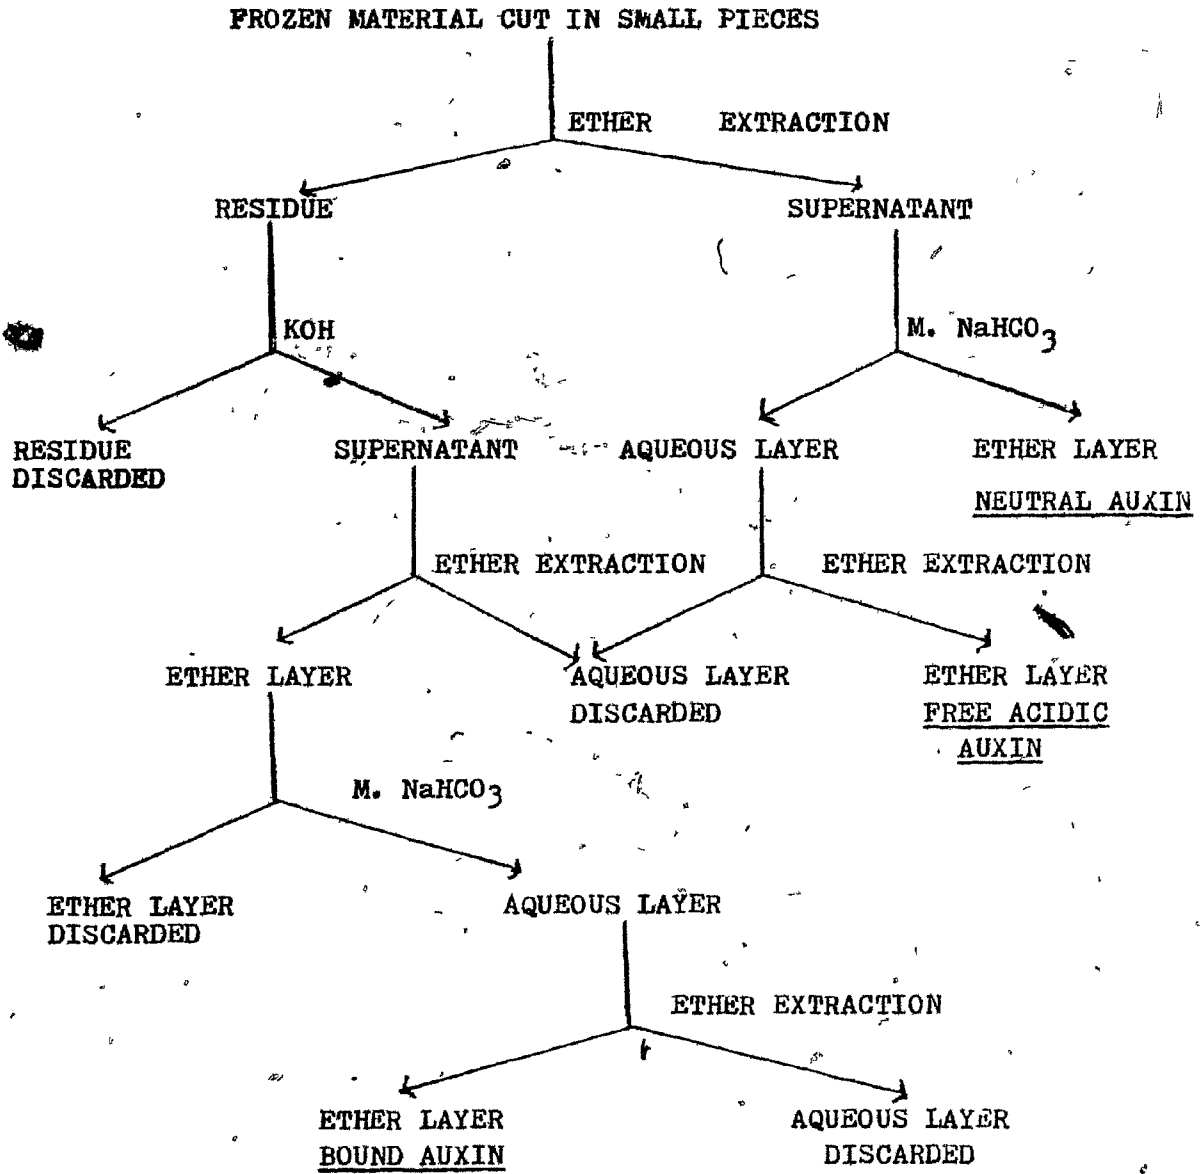 FROZEN MATERIAL CUT IN SMALL PIECES
ETHER EXTRACTION
RESIDUE
SUPERNATANT
KOH
M. NaHCO3
RESIDUE
DISCARDED
SUPERNATANT
AQUEOUS LAYER
ETHER LAYER
NEUTRAL AUXIN
ETHER EXTRACTION
ETHER EXTRACTION
ETHER LAYER
AQUEOUS LAYER
DISCARDED
ETHER LAYER
FREE ACIDIC
AUXIN
M. NaHCO3
ETHER LAYER
DISCARDED
AQUEOUS LAYER
ETHER EXTRACTION
ETHER LAYER
BOUND AUXIN
AQUEOUS LAYER
DISCARDED